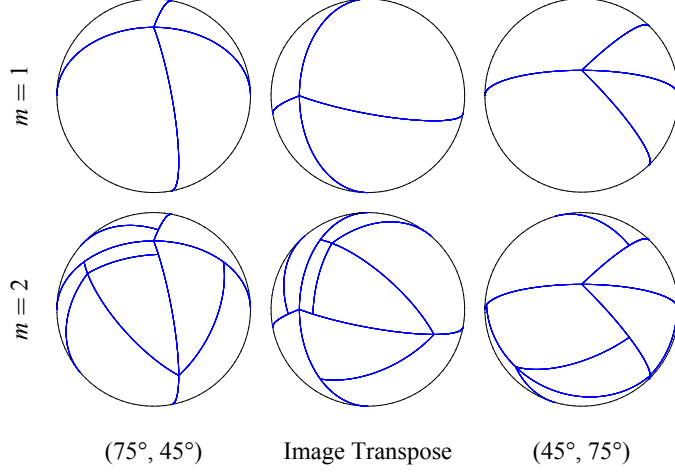 m = 1
m = 2
(75°, 45°) Image Transpose (45°, 75°)